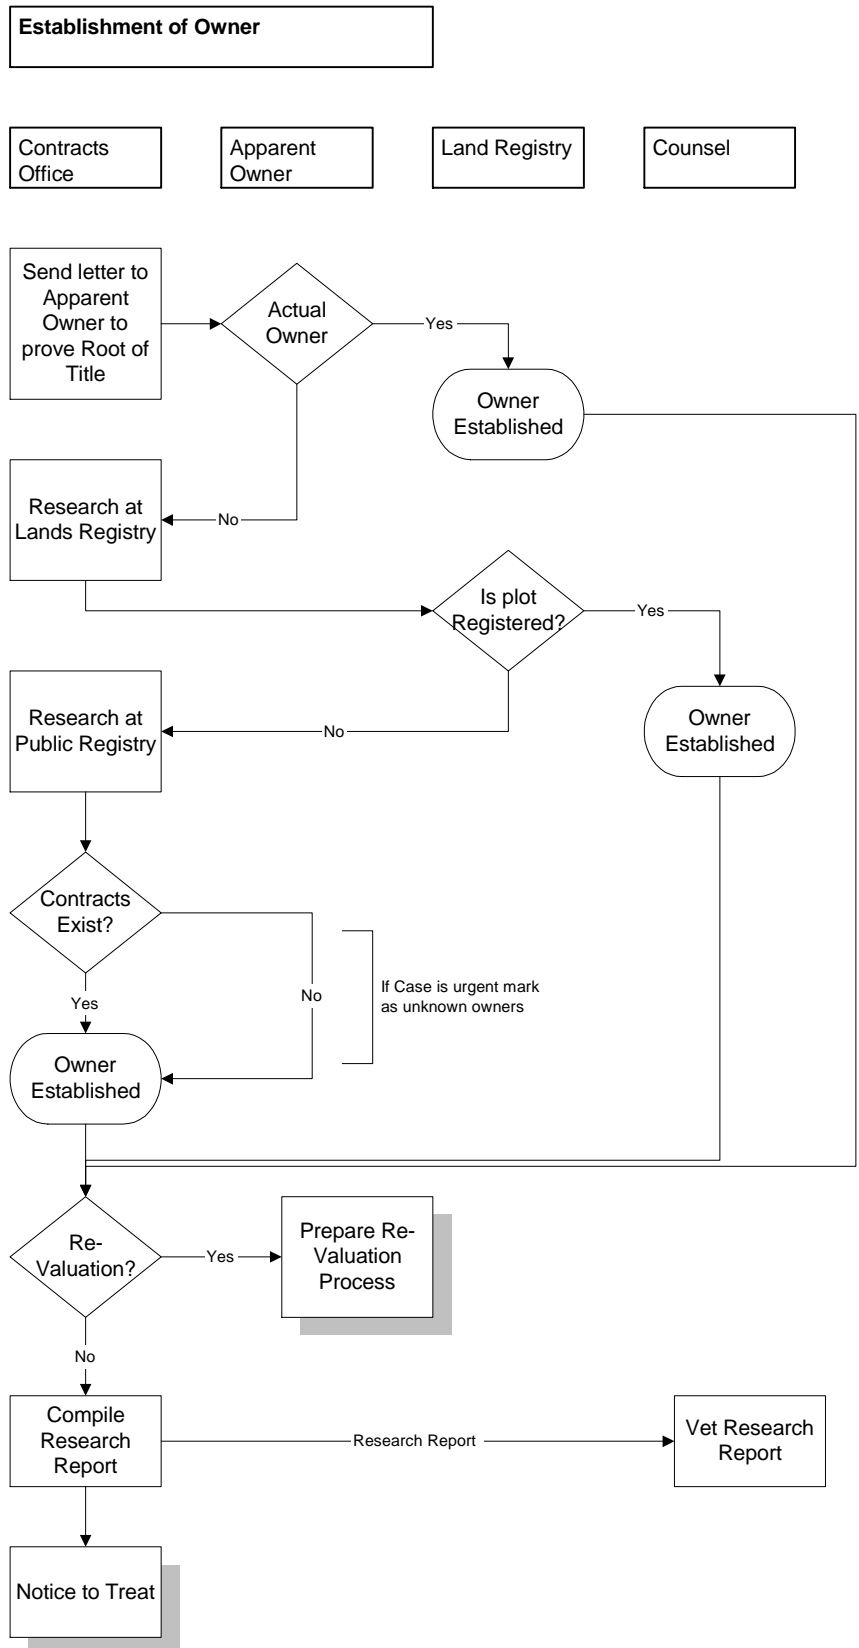 Establishment of Owner
Contracts
Office
Apparent
Owner
Land Registry
Counsel
Send letter to
Apparent
Owner to
prove Root of
Title
Actual
Owner
Yes
Owner
Established
Research at
Lands Registry
No
Is plot
Registered?
Yes
Research at
Public Registry
No
Owner
Established
Contracts
Exist?
No
If Case is urgent mark
as unknown owners
Yes
Owner
Established
Re-
Valuation?
Yes
Prepare Re-
Valuation
Process
No
Compile
Research
Report
Research Report
Vet Research
Report
Notice to Treat